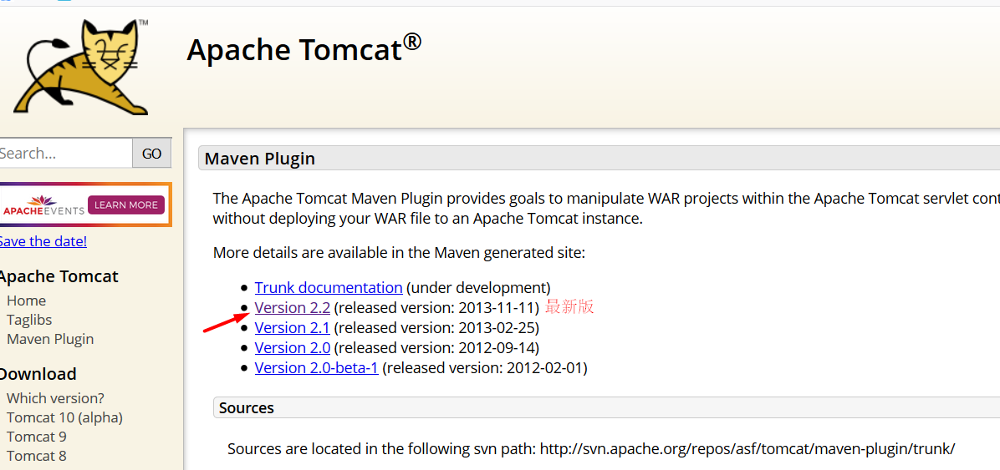 TM
Apache Tomcat®
Search...
GO
APACHEEVENTS LEARN MORE
Save the date!
Apache Tomcat
Home
Taglibs
Maven Plugin
Download
Which version?
Tomcat 10 (alpha)
Tomcat 9
Tomcat 8
Maven Plugin
The Apache Tomcat Maven Plugin provides goals to manipulate WAR projects within the Apache Tomcat servlet cont
without deploying your WAR file to an Apache Tomcat instance.
More details are available in the Maven generated site:
Trunk documentation (under development)
Version 2.2 (released version: 2013-11-11) 最新版
Version 2.1 (released version: 2013-02-25)
Version 2.0 (released version: 2012-09-14)
Version 2.0-beta-1 (released version: 2012-02-01)
Sources
Sources are located in the following svn path: http://svn.apache.org/repos/asf/tomcat/maven-plugin/trunk/